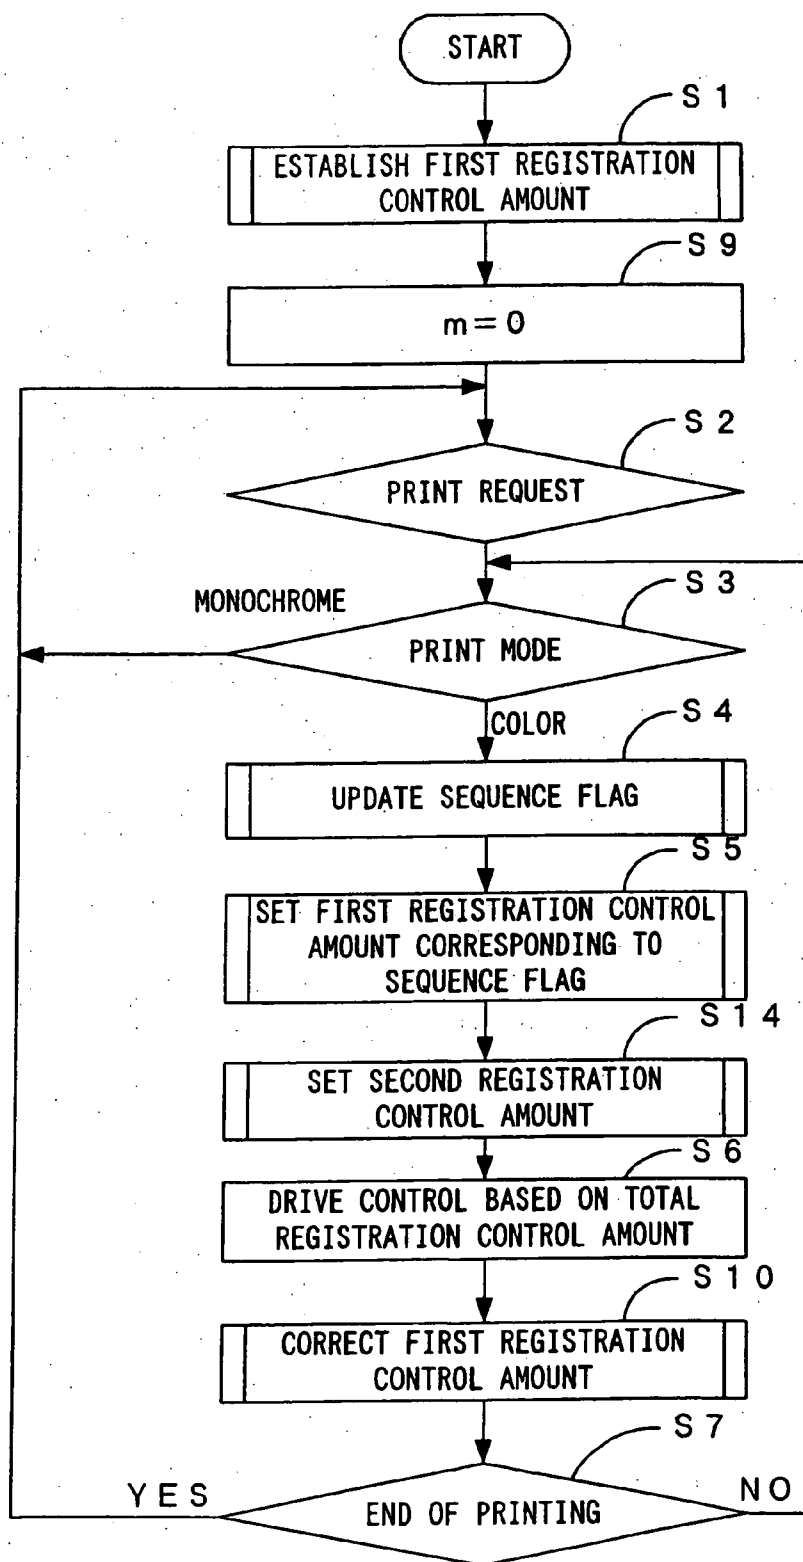 START
S 1
ESTABLISH FIRST REGISTRATION
CONTROL AMOUNT
S 9
m=0
S 2
PRINT REQUEST
S 3
MONOCHROME
PRINT MODE
S 4
COLOR
UPDATE SEQUENCE FLAG
S 5
SET FIRST REGISTRATION CONTROL
AMOUNT CORRESPONDING TO
SEQUENCE FLAG
S 1 4
SET SECOND REGISTRATION
CONTROL AMOUNT
S 6
DRIVE CONTROL BASED ON TOTAL
REGISTRATION CONTROL AMOUNT
S 1 0
CORRECT FIRST REGISTRATION
CONTROL AMOUNT
S 7
YES
NO
END OF PRINTING